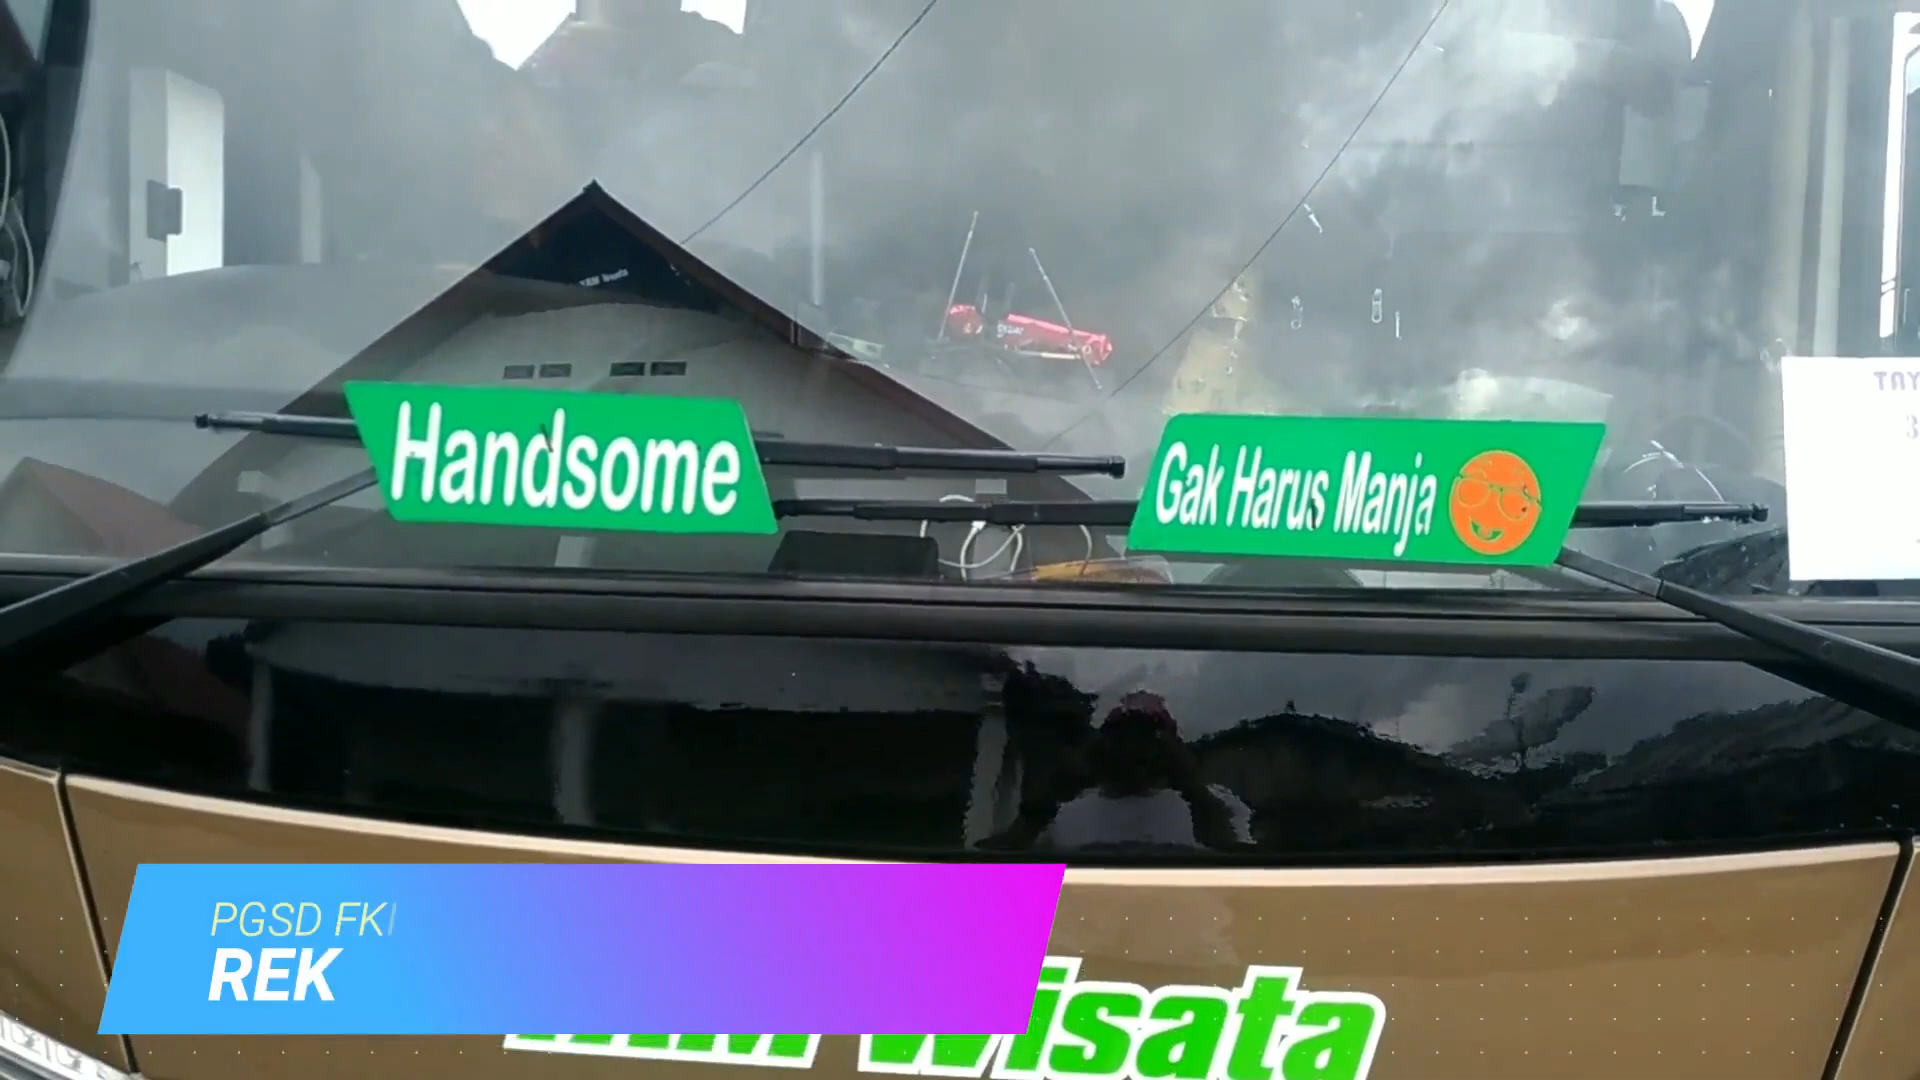 Handsome
Gak Harus Manja
PGSD FKI
REK
Wisata